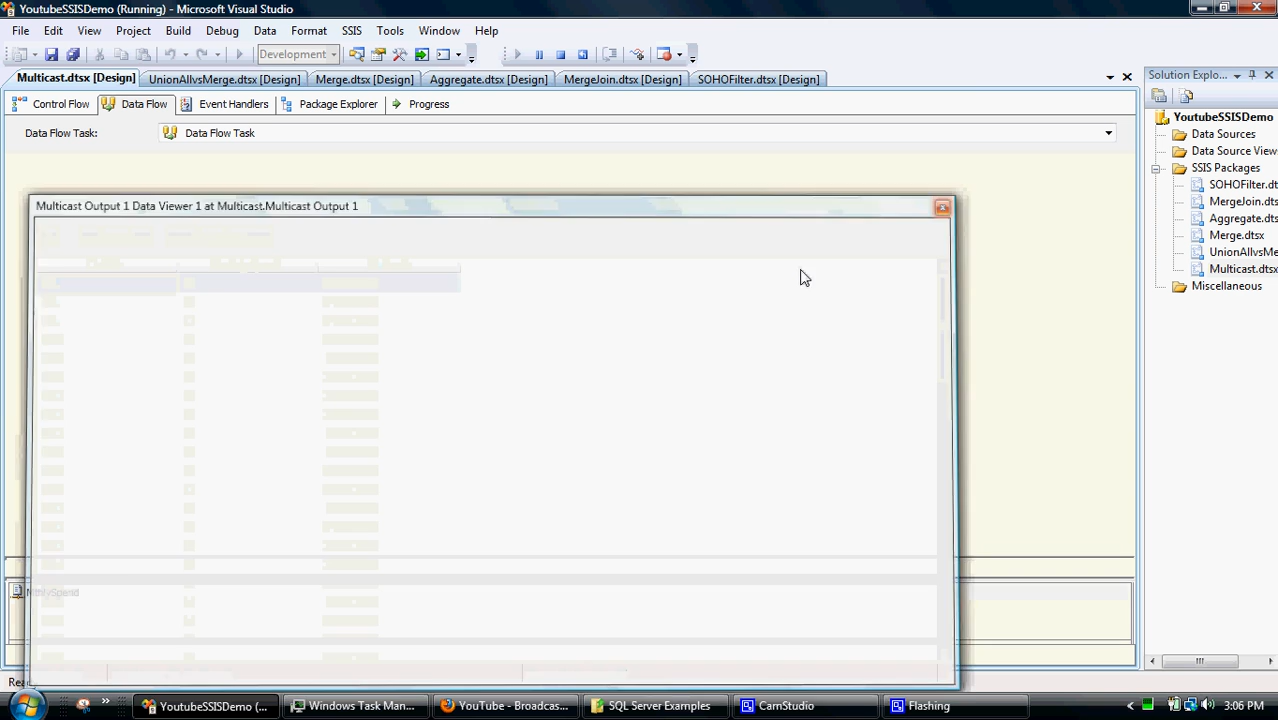 YoutubeSSISDemo (Running) - Microsoft Visual Studio
File Edit View Project Build Debug Data Format SSIS Tools Window Help
Development
Multicast.dtsx [Design] UnionAllvsMerge.dtsx [Design] Merge.dtsx [Design] Aggregate.dtsx [Design] MergeJoin.dtsx [Design] SOHOFilter.dtsx [Design]
Control Flow Data Flow Event Handlers Package Explorer Progress
Data Flow Task: Data Flow Task
Multicast Output 1 Data Viewer 1 at Multicast.Multicast Output 1
Solution Explo...
YoutubeSSISDemo
Data Sources
Data Source View
SSIS Packages
SOHOFilter.dt
MergeJoin.dts
Aggregate.dts
Merge.dtsx
UnionAllvsMe
Multicast.dtsx
Miscellaneous
MthlySpend
YoutubeSSISDemo (... Windows Task Man... YouTube - Broadcas... SQL Server Examples CamStudio Flashing 3:06 PM